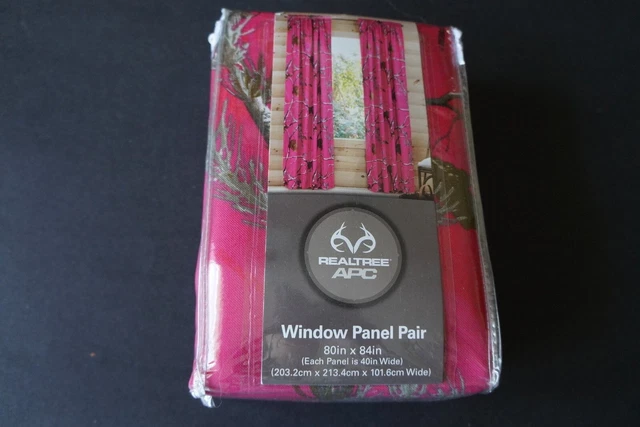 REALTREE
APC
Window Panel Pair
80in x 84in
(Each Panel is 40in Wide)
(203.2cm x 213.4cm x 101.6cm Wide)